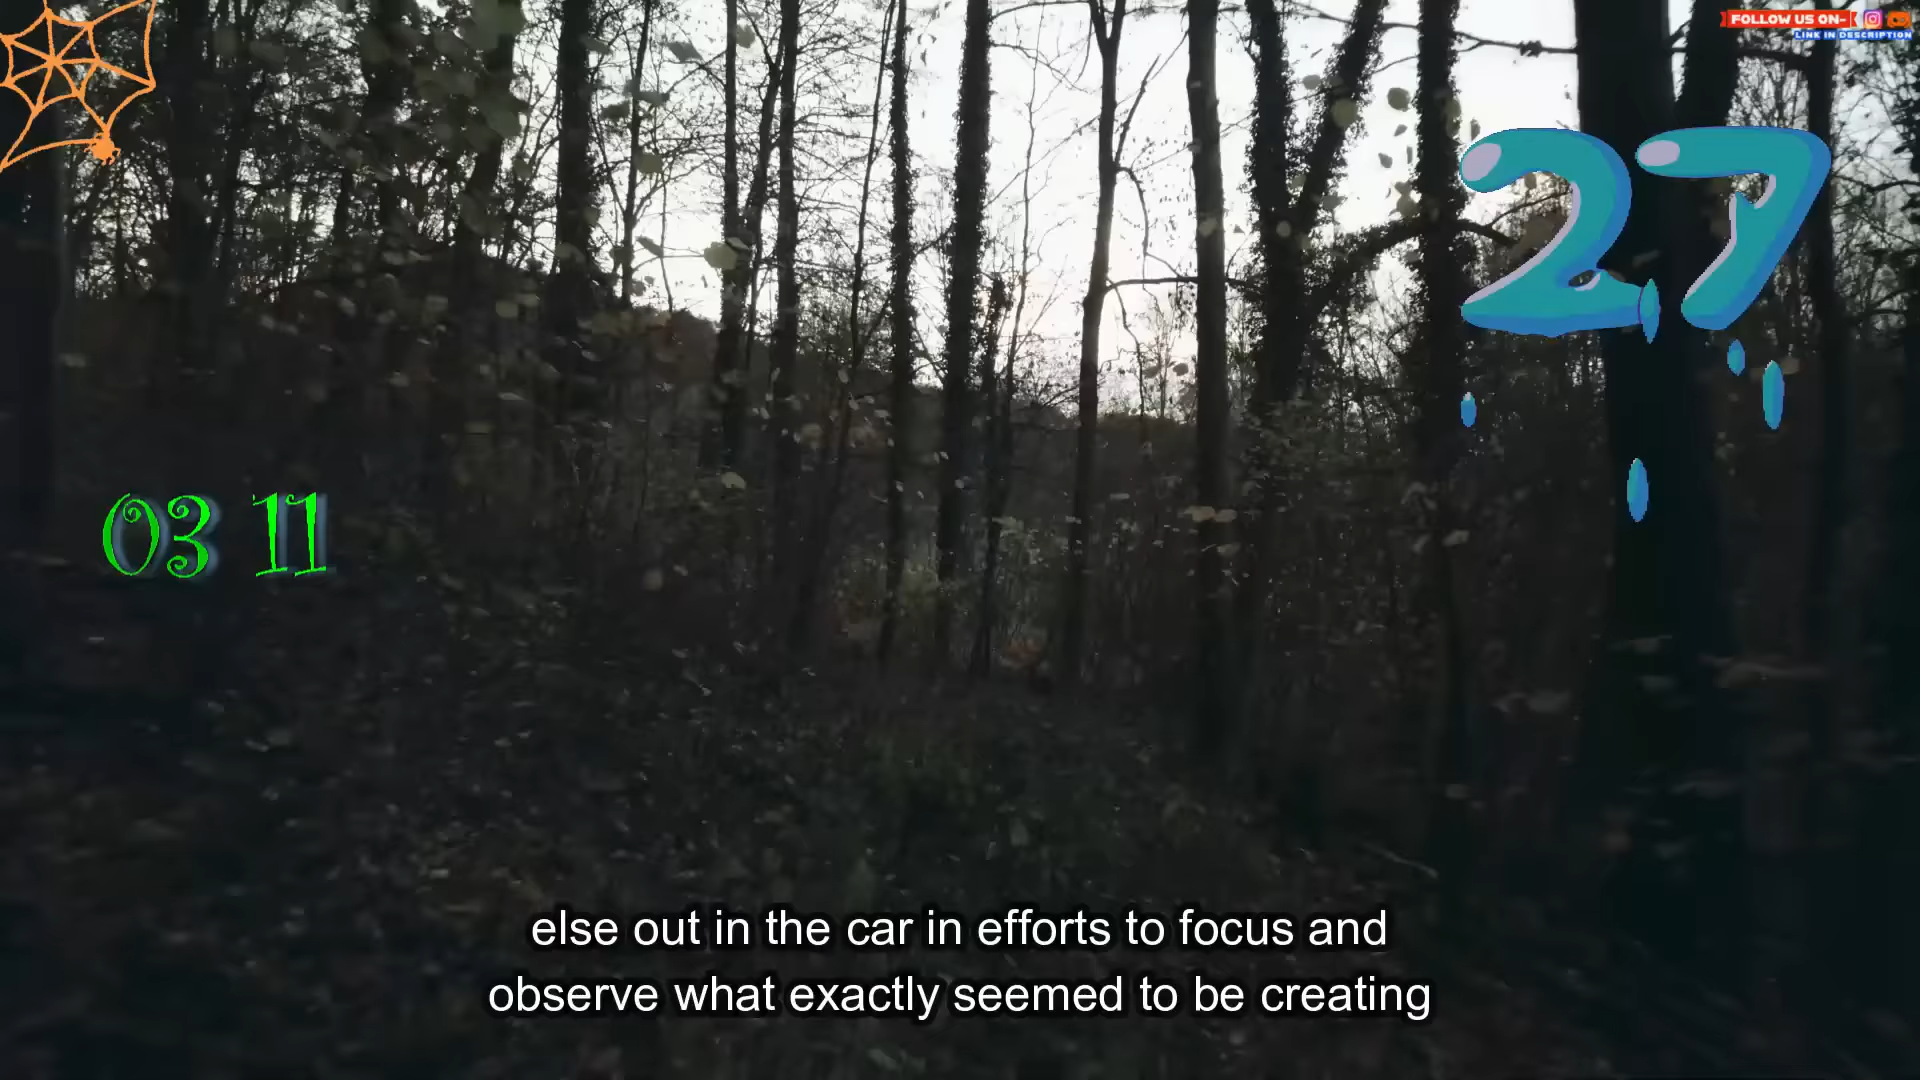 FOLLOW US ON-
LINK IN DESCRIPTION
27
03 11
else out in the car in efforts to focus and
observe what exactly seemed to be creating